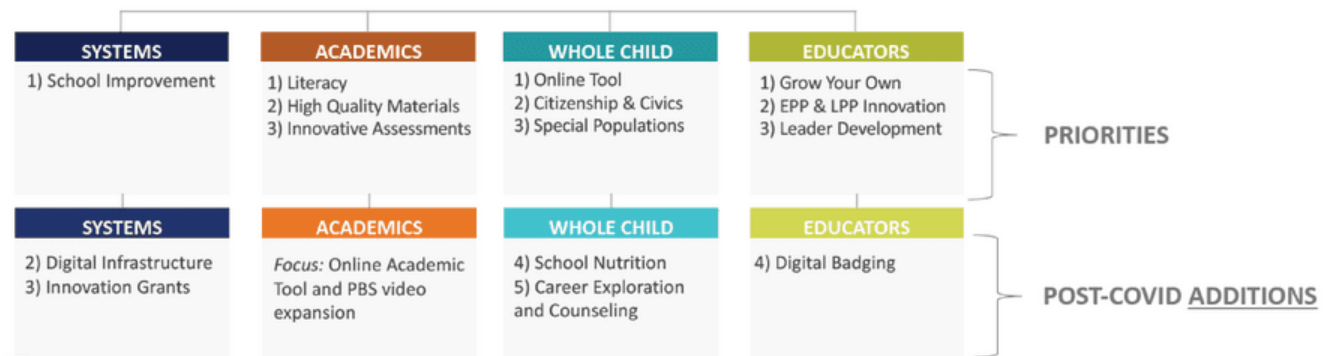 SYSTEMS
1) School Improvement
ACADEMICS
1) Literacy
2) High Quality Materials
3) Innovative Assessments
WHOLE CHILD
1) Online Tool
2) Citizenship & Civics
3) Special Populations
EDUCATORS
1) Grow Your Own
2) EPP & LPP Innovation
3) Leader Development
PRIORITIES
SYSTEMS
2) Digital Infrastructure
3) Innovation Grants
ACADEMICS
Focus: Online Academic
Tool and PBS video
expansion
WHOLE CHILD
4) School Nutrition
5) Career Exploration
and Counseling
EDUCATORS
4) Digital Badging
POST-COVID ADDITIONS